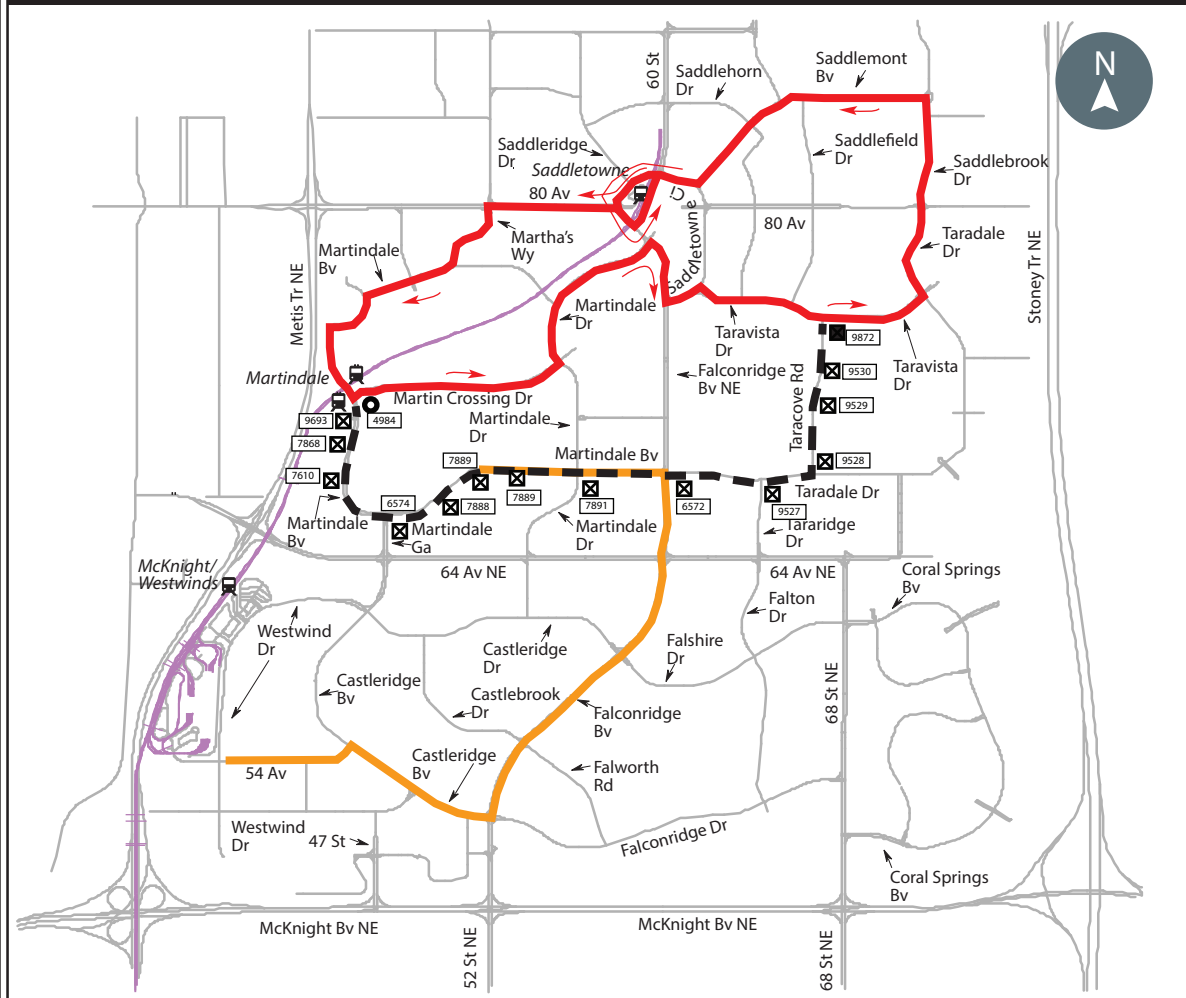 N
60 St
Saddlehorn
Dr
Saddlemont
Bv
Saddleridge
Dr
Saddletowne
Saddlefield
Dr
Saddlebrook
Dr
80 Av
Saddletowne Ci
80 Av
Martha's
Wy
Martindale
Bv
Taradale
Dr
Metis Tr NE
Stoney Tr NE
Martindale
Dr
Taravista
Dr
Taravista
Dr
9872
Martindale
Falconridge
Bv NE
9530
Taracove Rd
Martin Crossing Dr
9529
9693
4984
Martindale
Dr
7868
7889
Martindale Bv
9528
7610
7889
7891
6572
Taradale Dr
6574
7888
9527
Martindale
Bv
Martindale
Ga
Martindale
Dr
Tararidge
Dr
McKnight/
Westwinds
64 Av NE
64 Av NE
Coral Springs
Bv
Falton
Dr
Westwind
Dr
Castleridge
Dr
Falshire
Dr
Castleridge
Bv
Castlebrook
Dr
Falconridge
Bv
68 St NE
54 Av
Castleridge
Bv
Falworth
Rd
Westwind
Dr
47 St
Falconridge Dr
Coral Springs
Bv
McKnight Bv NE
McKnight Bv NE
52 St NE
68 St NE